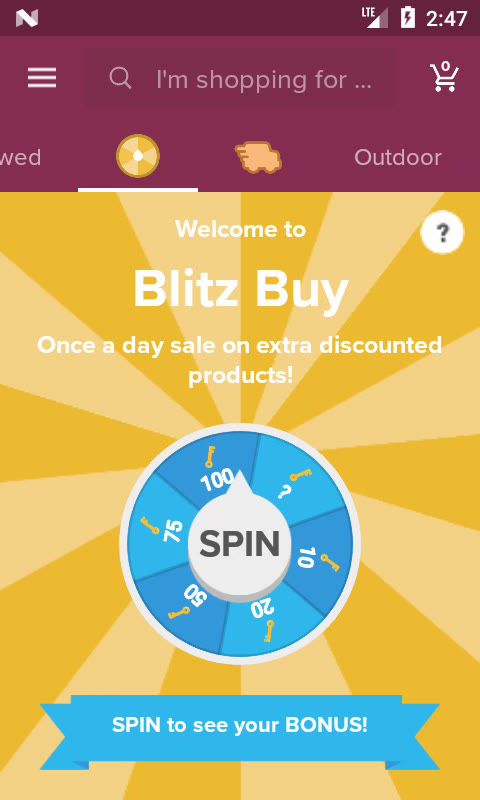 LTE 2:47
I'm shopping for ...
0
wed
Outdoor
Welcome to
?
Blitz Buy
Once a day sale on extra discounted
products!
100
?
75
SPIN
10
50
20
SPIN to see your BONUS!